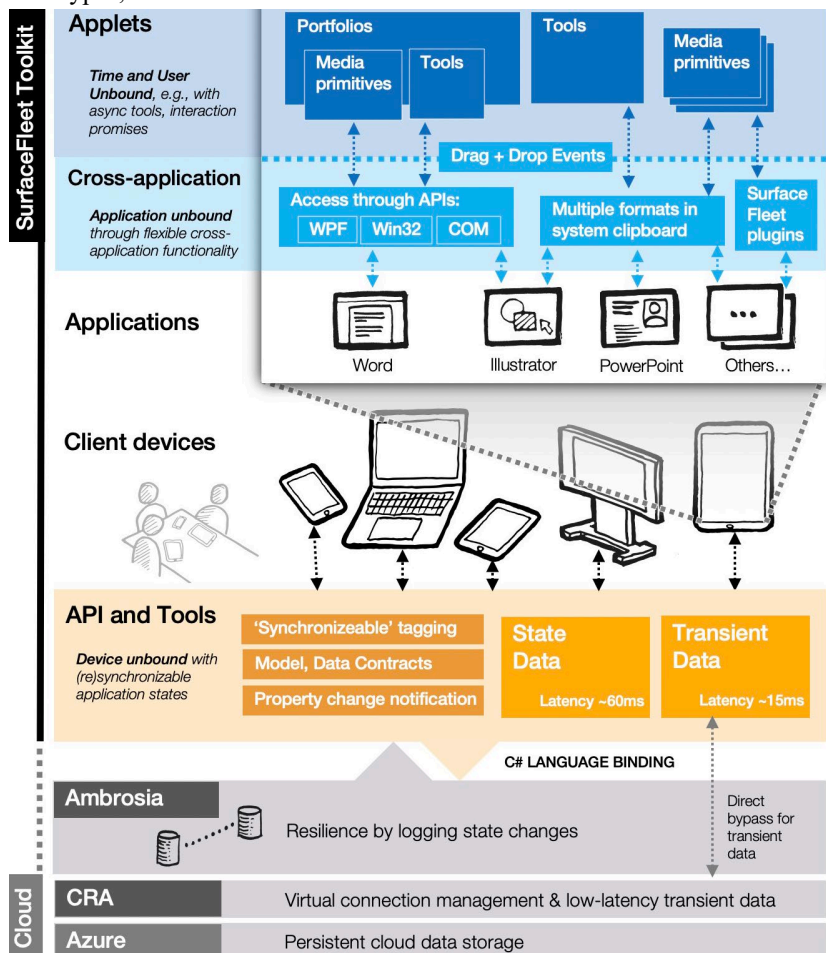 SurfaceFleet Toolkit
Applets
Time and User
Unbound, e.g., with
async tools, interaction
promises
Portfolios
Media
primitives
Tools
Tools
Media
primitives
Drag + Drop Events
Cross-application
Application unbound
through flexible cross-
application functionality
Access through APIs:
WPF
Win32
COM
Multiple formats in
system clipboard
Surface
Fleet
plugins
Applications
Word
Illustrator
PowerPoint
Others...
Client devices
API and Tools
Device unbound with
(re)synchronizable
application states
‘Synchronizeable’ tagging
Model, Data Contracts
Property change notification
State
Data
Latency ~60ms
Transient
Data
Latency ~15ms
C# LANGUAGE BINDING
Ambrosia
Resilience by logging state changes
Direct
bypass for
transient
data
Cloud
CRA
Virtual connection management & low-latency transient data
Azure
Persistent cloud data storage